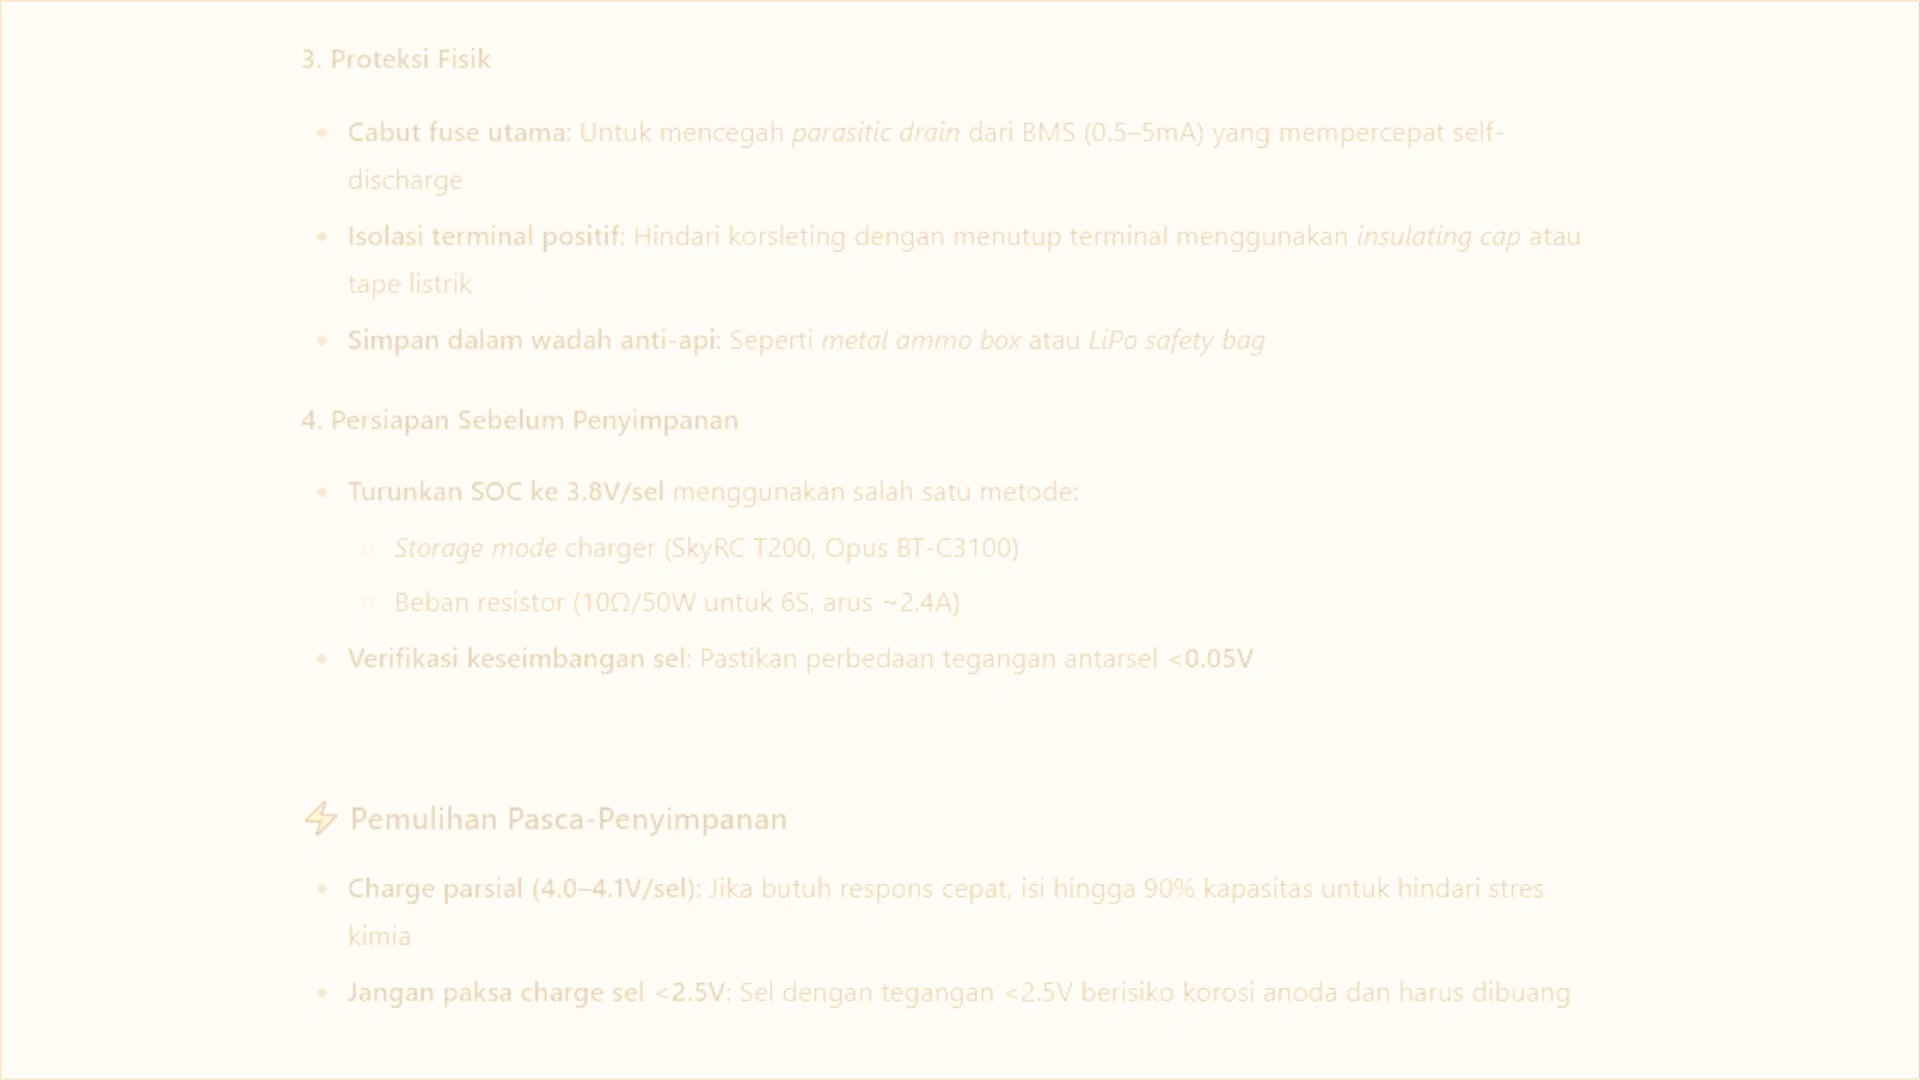 3. Proteksi Fisik
• Cabut fuse utama: Untuk mencegah parasitic drain dari BMS (0.5–5mA) yang mempercepat self-
discharge
• Isolasi terminal positif: Hindari korsleting dengan menutup terminal menggunakan insulating cap atau
tape listrik
• Simpan dalam wadah anti-api: Seperti metal ammo box atau LiPo safety bag
4. Persiapan Sebelum Penyimpanan
• Turunkan SOC ke 3.8V/sel menggunakan salah satu metode:
○ Storage mode charger (SkyRC T200, Opus BT-C3100)
○ Beban resistor (10Ω/50W untuk 6S, arus ~2.4A)
• Verifikasi keseimbangan sel: Pastikan perbedaan tegangan antarsel <0.05V
⚡ Pemulihan Pasca-Penyimpanan
• Charge parsial (4.0–4.1V/sel): Jika butuh respons cepat, isi hingga 90% kapasitas untuk hindari stres
kimia
• Jangan paksa charge sel <2.5V: Sel dengan tegangan <2.5V berisiko korosi anoda dan harus dibuang